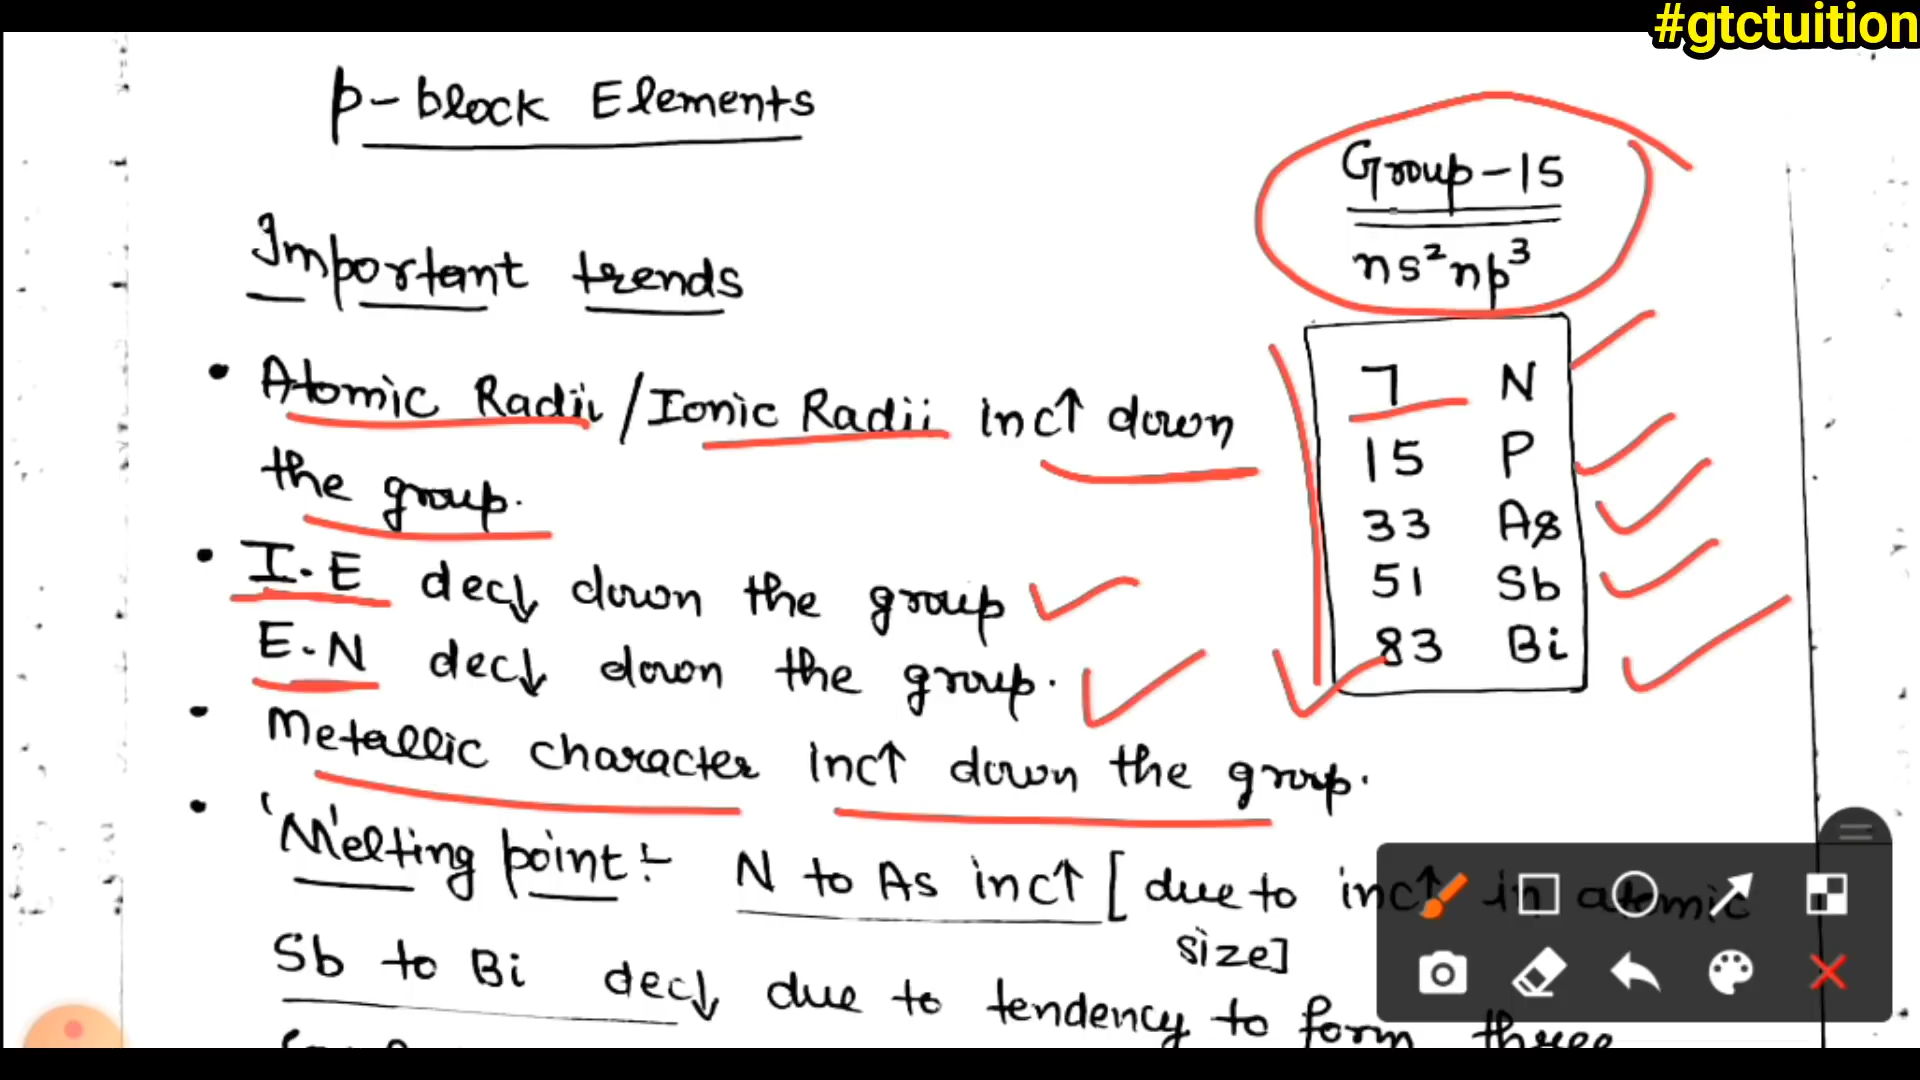 #gtctuition
p-block Elements
Group-15
ns²np³
Important trends
7 N
15 P
33 As
51 Sb
83 Bi
• Atomic Radii / Ionic Radii inc↑ down
the group.
• I.E dec↓ down the group
E.N dec↓ down the group.
• Metallic character inc↑ down the group.
• 'Melting point :- N to As inc↑ [due to inc↑ in atomic
size]
Sb to Bi dec↓ due to tendency to form three